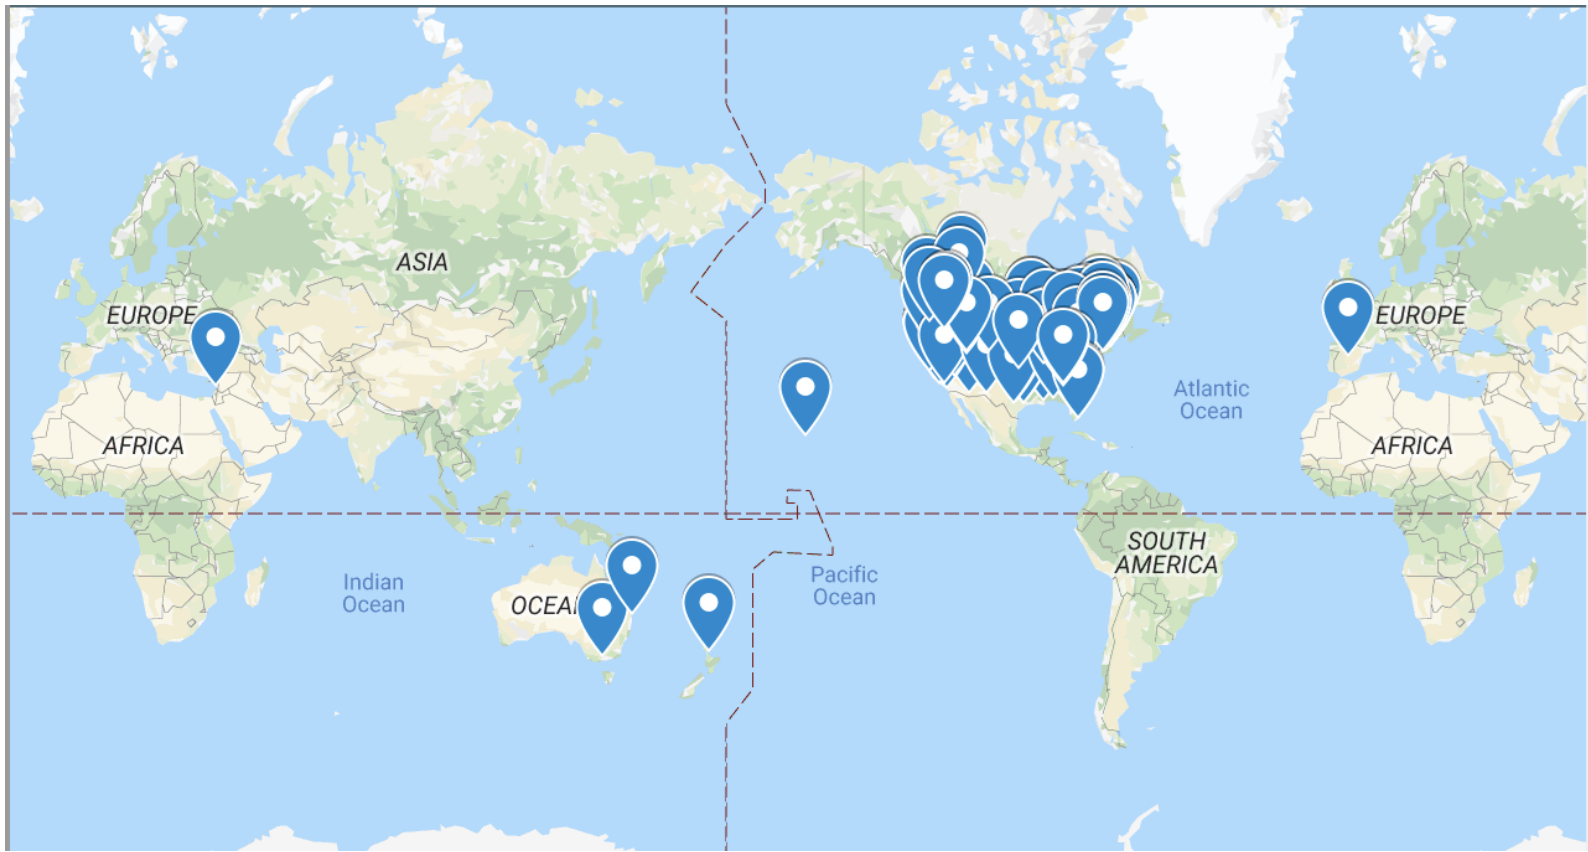 ASIA
EUROPE
EUROPE
Atlantic
Ocean
AFRICA
AFRICA
SOUTH
AMERICA
Indian
Ocean
OCEA
Pacific
Ocean